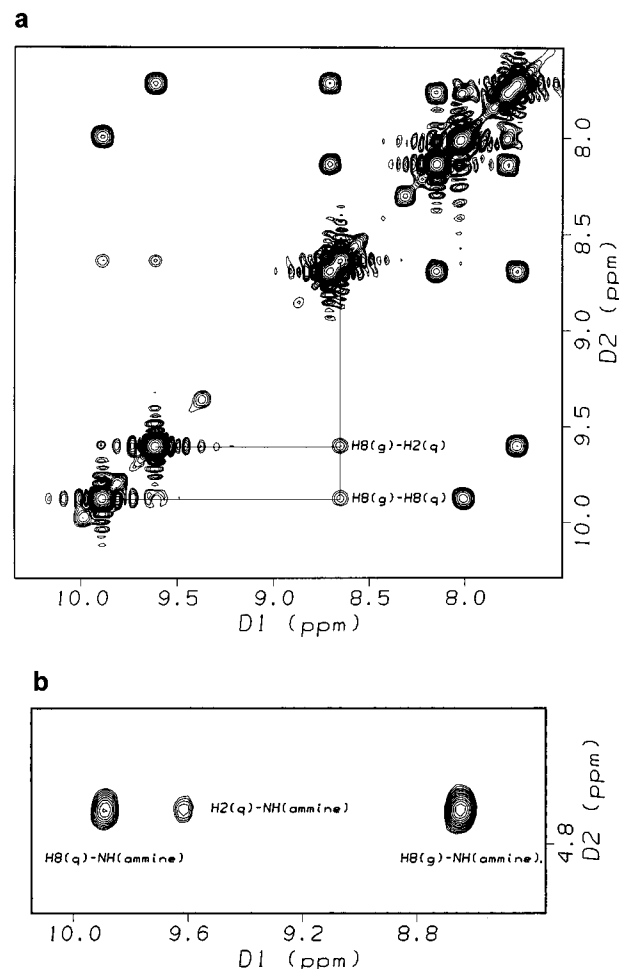 a
8.0
8.5
9.0
9.5
10.0
D2 (ppm)
H8(g)-H2(q)
H8(g)-H8(q)
10.0 9.5 9.0 8.5 8.0
D1 (ppm)
b
H2(q)-NH(ammine)
H8(q)-NH(ammine)
H8(g)-NH(ammine).
4.8
D2 (ppm)
10.0 9.6 9.2 8.8
D1 (ppm)